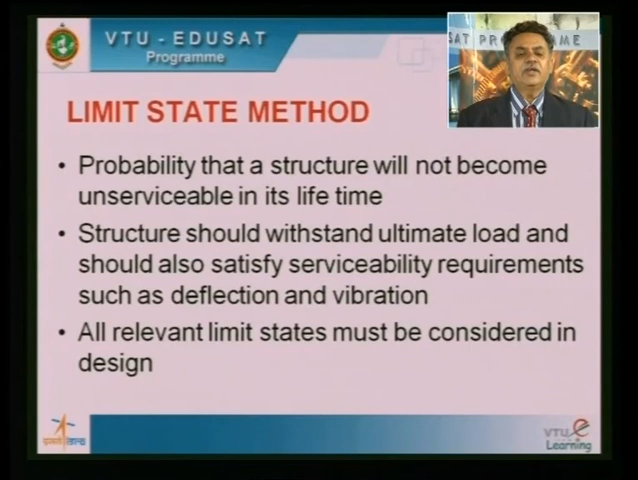 VTU - EDUSAT
Programme
SAT PROGRAMME
LIMIT STATE METHOD
• Probability that a structure will not become
unserviceable in its life time
• Structure should withstand ultimate load and
should also satisfy serviceability requirements
such as deflection and vibration
• All relevant limit states must be considered in
design
VTU e
Learning